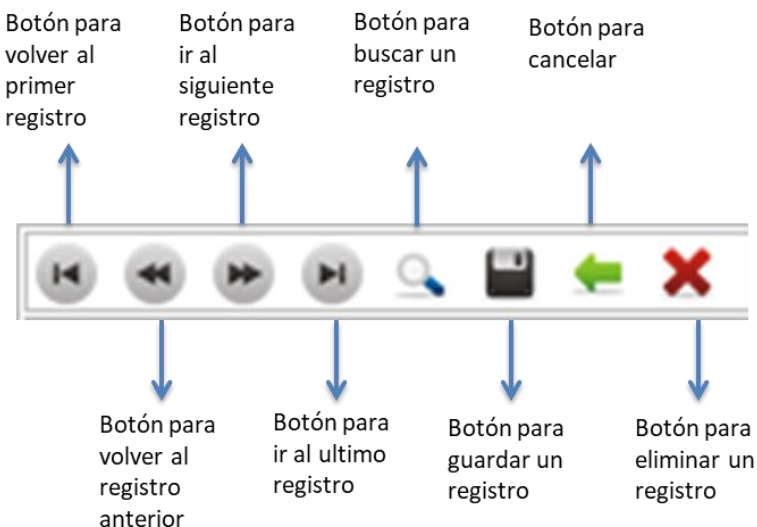 Botón para
volver al
primer
registro
Botón para
ir al
siguiente
registro
Botón para
buscar un
registro
Botón para
cancelar
Botón para
volver al
registro
anterior
Botón para
ir al ultimo
registro
Botón para
guardar un
registro
Botón para
eliminar un
registro